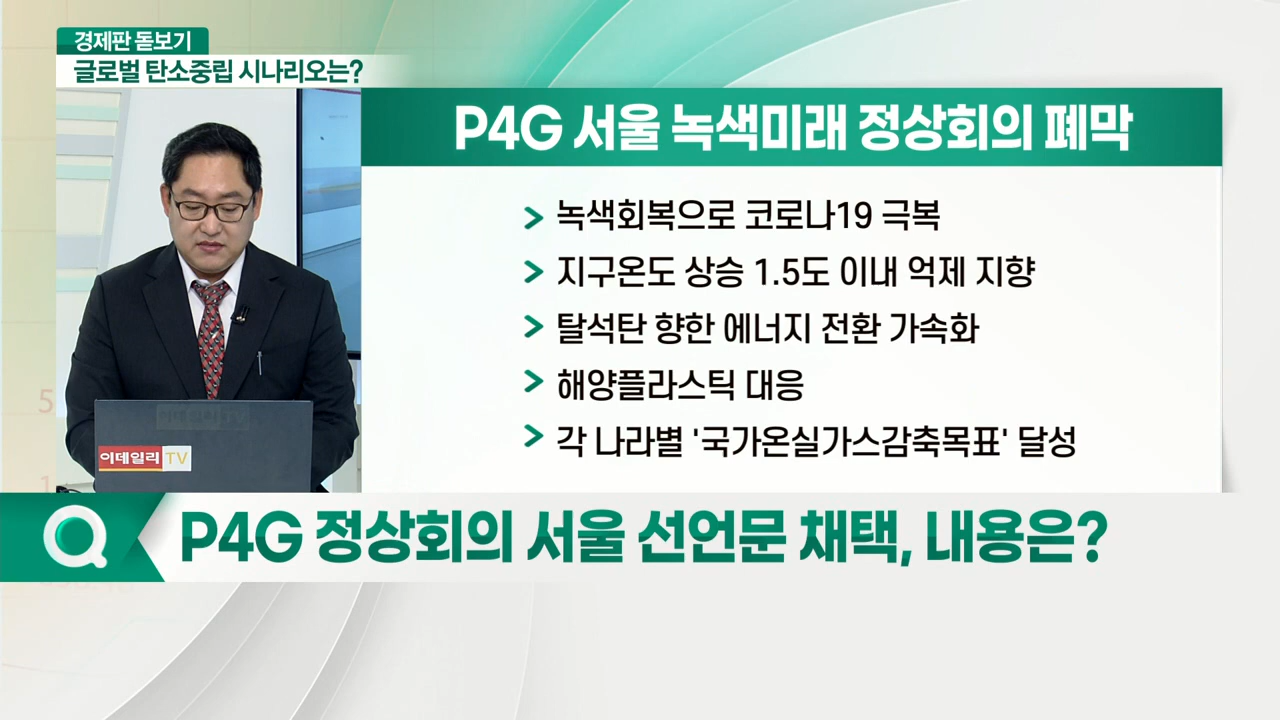 경제판 돋보기
글로벌 탄소중립 시나리오는?
P4G 서울 녹색미래 정상회의 폐막
> 녹색회복으로 코로나19 극복
> 지구온도 상승 1.5도 이내 억제 지향
> 탈석탄 향한 에너지 전환 가속화
> 해양플라스틱 대응
> 각 나라별 '국가온실가스감축목표' 달성
이데일리TV
5
P4G 정상회의 서울 선언문 채택, 내용은?